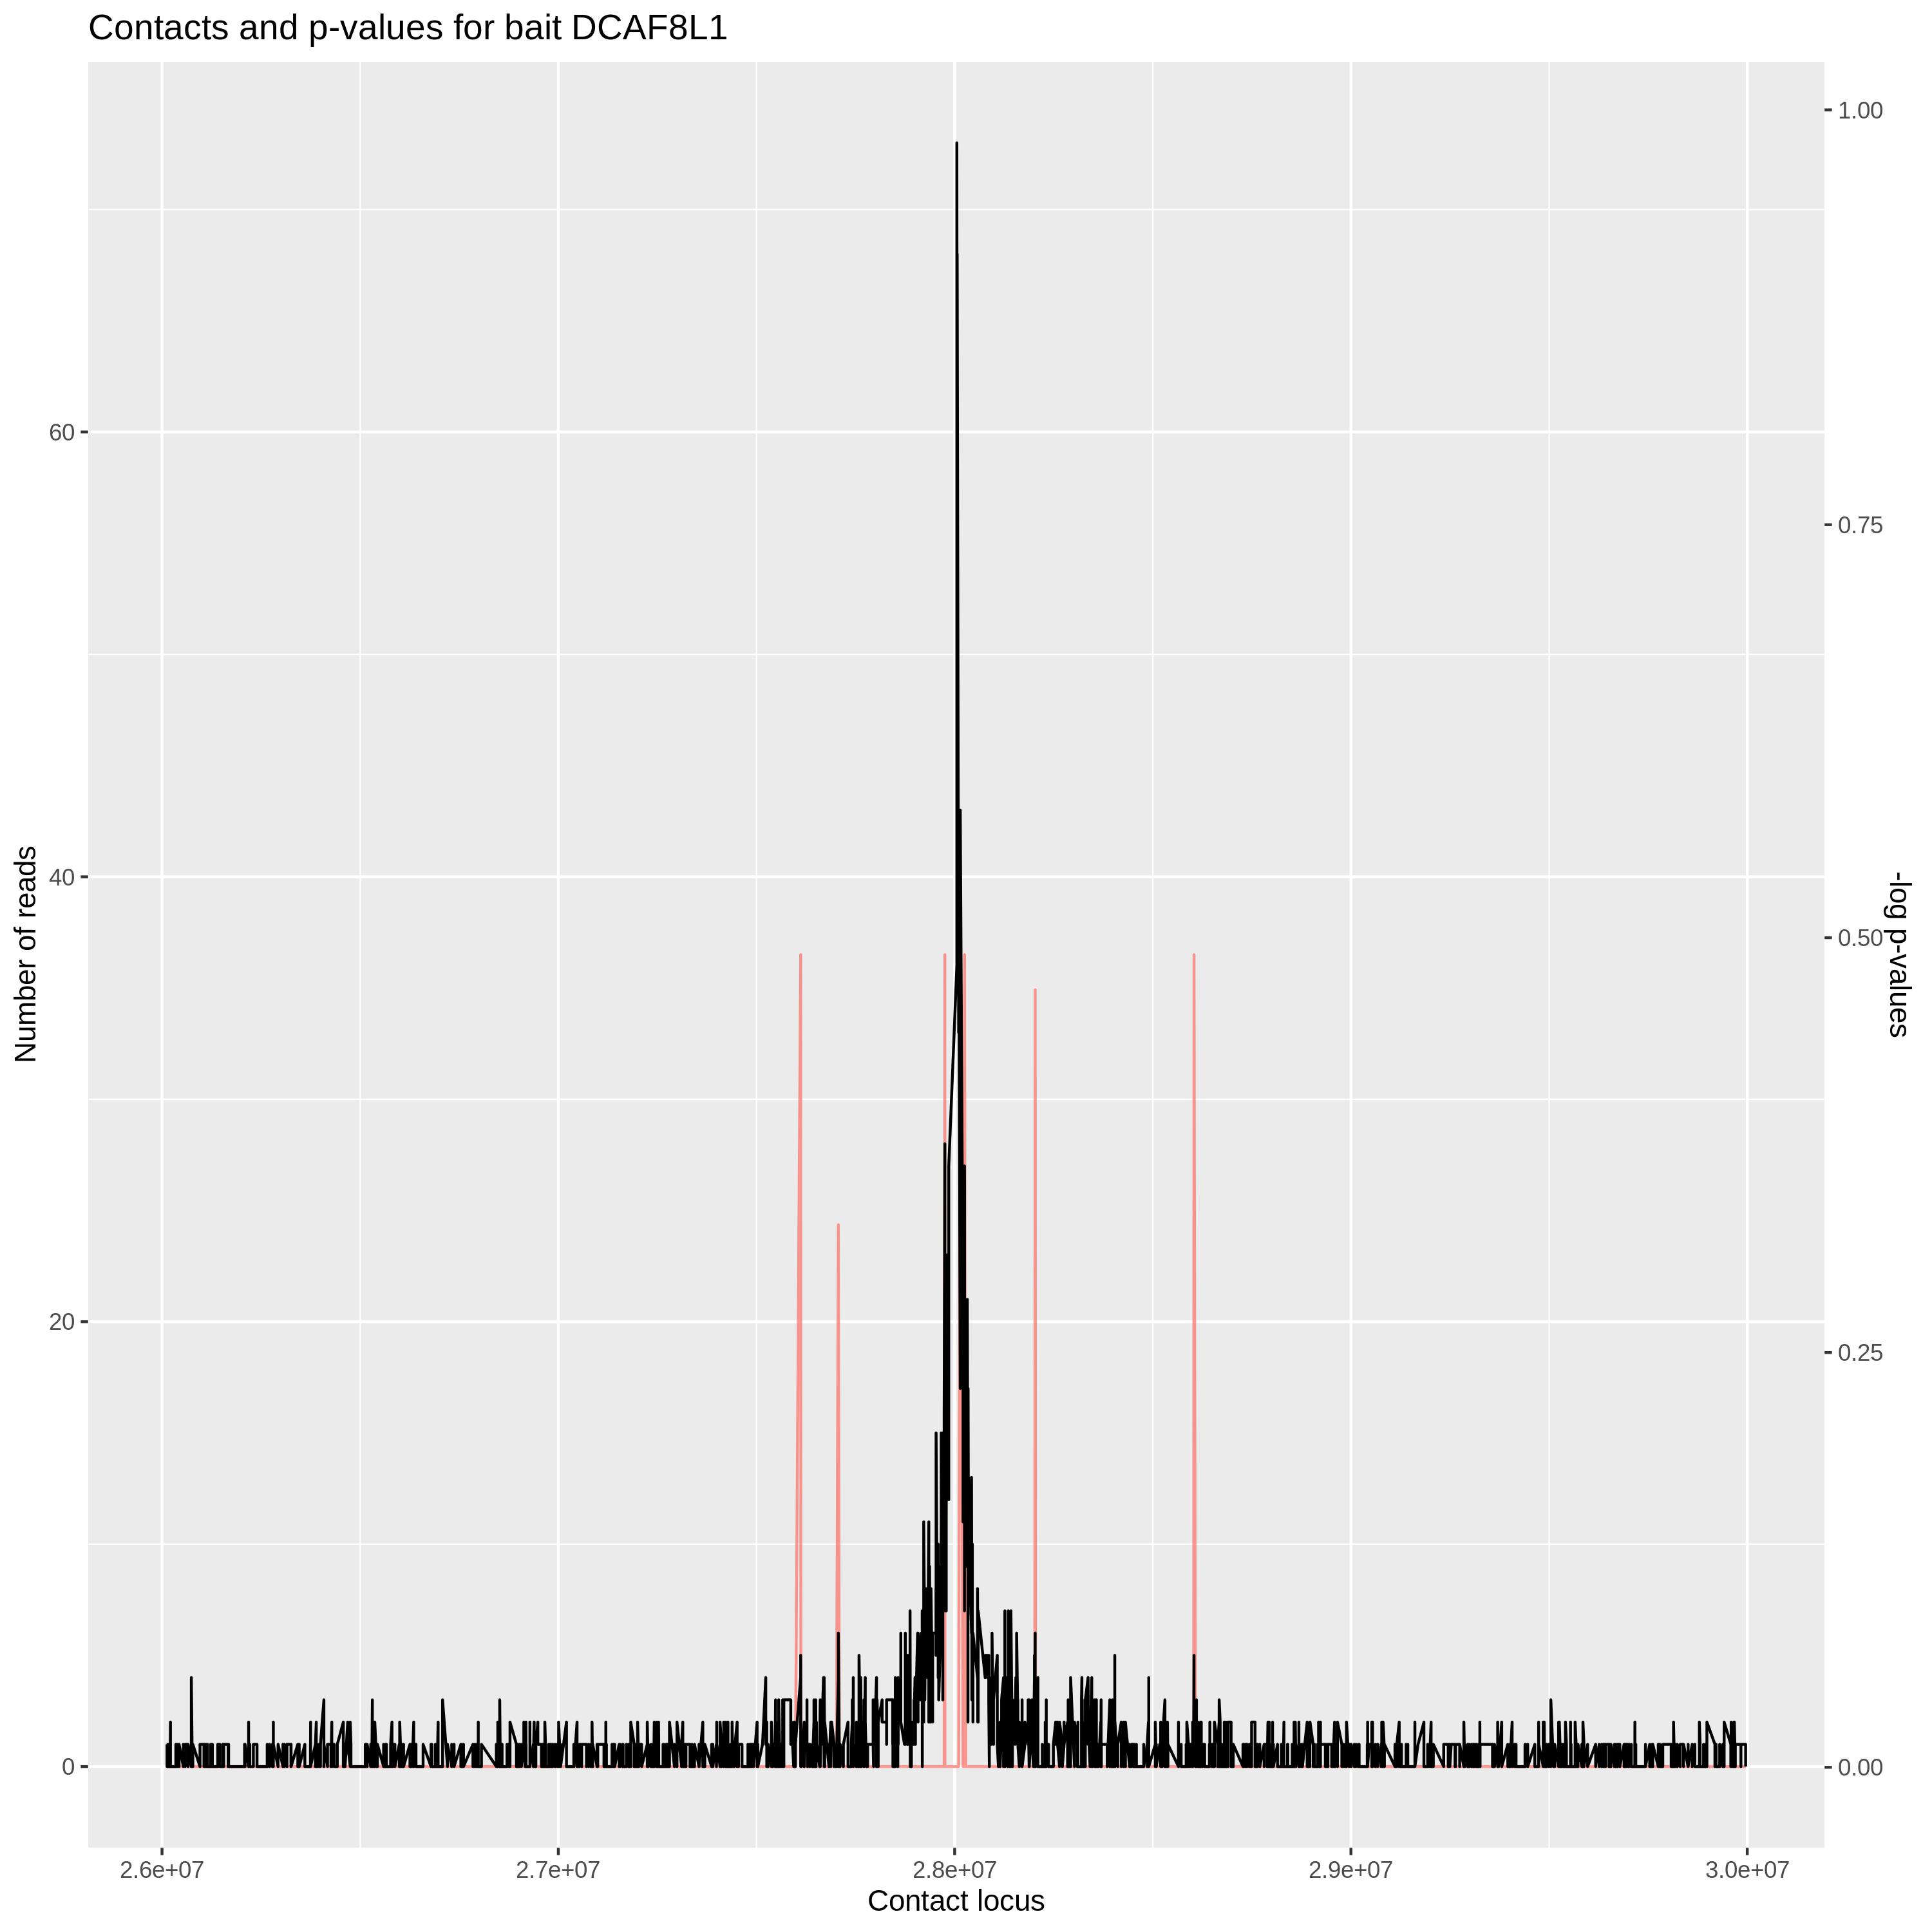 Contacts and p-values for bait DCAF8L1
1.00
0.75
0.50
0.25
0.00
-log p-values
60
40
20
0
Number of reads
2.6e+07
2.7e+07
2.8e+07
2.9e+07
3.0e+07
Contact locus